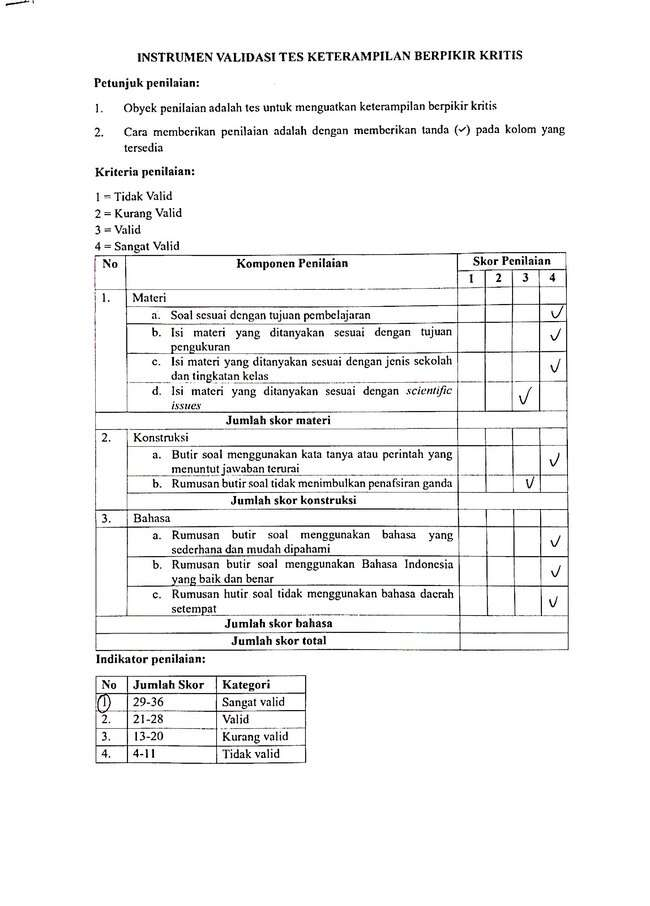 INSTRUMEN VALIDASI TES KETERAMPILAN BERPIKIR KRITIS
Petunjuk penilaian:
1. Obyek penilaian adalah tes untuk menguatkan keterampilan berpikir kritis
2. Cara memberikan penilaian adalah dengan memberikan tanda (✓) pada kolom yang
tersedia
Kriteria penilaian:
1 = Tidak Valid
2 = Kurang Valid
3 = Valid
4 = Sangat Valid
No Komponen Penilaian Skor Penilaian
1 2 3 4
1. Materi
a. Soal sesuai dengan tujuan pembelajaran ✓
b. Isi materi yang ditanyakan sesuai dengan tujuan
pengukuran ✓
c. Isi materi yang ditanyakan sesuai dengan jenis sekolah
dan tingkatan kelas ✓
d. Isi materi yang ditanyakan sesuai dengan scientific
issues ✓
Jumlah skor materi
2. Konstruksi
a. Butir soal menggunakan kata tanya atau perintah yang
menuntut jawaban terurai ✓
b. Rumusan butir soal tidak menimbulkan penafsiran ganda ✓
Jumlah skor konstruksi
3. Bahasa
a. Rumusan butir soal menggunakan bahasa yang
sederhana dan mudah dipahami ✓
b. Rumusan butir soal menggunakan Bahasa Indonesia
yang baik dan benar ✓
c. Rumusan butir soal tidak menggunakan bahasa daerah
setempat ✓
Jumlah skor bahasa
Jumlah skor total
Indikator penilaian:
No Jumlah Skor Kategori
1 29-36 Sangat valid
2. 21-28 Valid
3. 13-20 Kurang valid
4. 4-11 Tidak valid